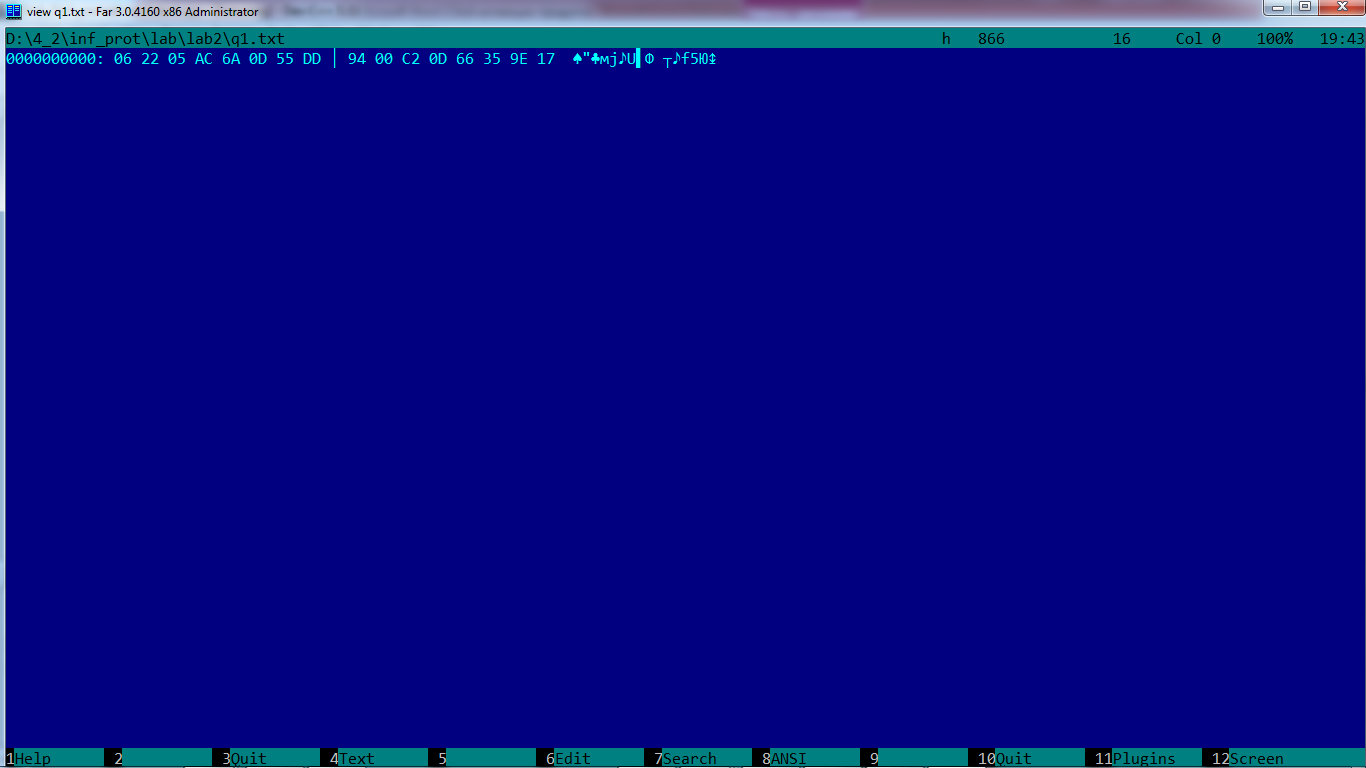 view q1.txt - Far 3.0.4160 x86 Administrator
D:\4_2\inf_prot\lab\lab2\q1.txt h 866 16 Col 0 100% 19:43
0000000000: 06 22 05 AC 6A 0D 55 DD │ 94 00 C2 0D 66 35 9E 17 ♠"♣мj♪U▌Ф ┬♪f5Ю↨
1Help 2 3Quit 4Text 5 6Edit 7Search 8ANSI 9 10Quit 11Plugins 12Screen